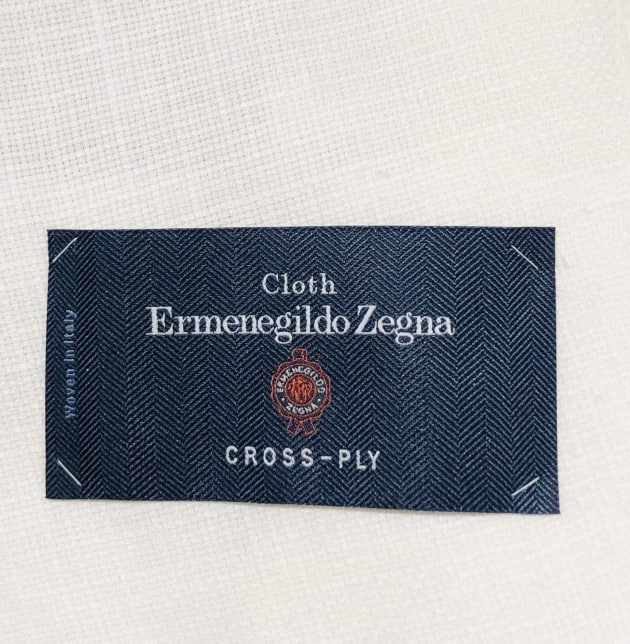 Cloth
Ermenegildo Zegna
ERMENEGILDO
ZEGNA
CROSS-PLY
Woven in Italy